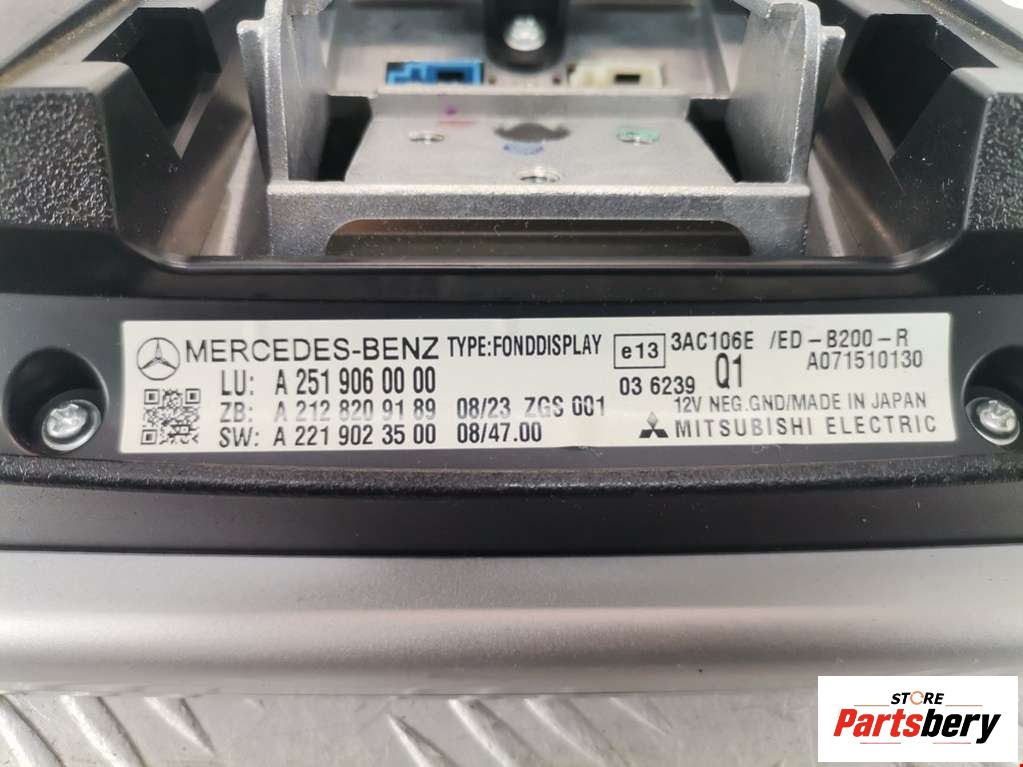 MERCEDES-BENZ TYPE:FONDDISPLAY
LU: A 251 906 00 00
ZB: A 212 820 91 89 08/23 ZGS 001
SW: A 221 902 35 00 08/47.00
e13 3AC106E /ED-B200-R
03 6239 Q1 A071510130
12V NEG.GND/MADE IN JAPAN
MITSUBISHI ELECTRIC
STORE
Partsbery